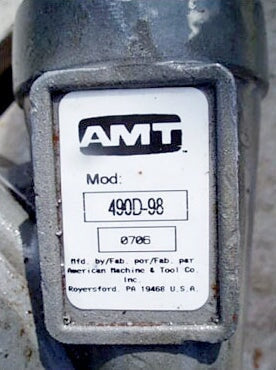 AMT
Mod:
490D-98
0706
Mfd. by/Fab. por/Fab. par
American Machine & Tool Co.
Inc.
Royersford. PA 19468 U.S.A.